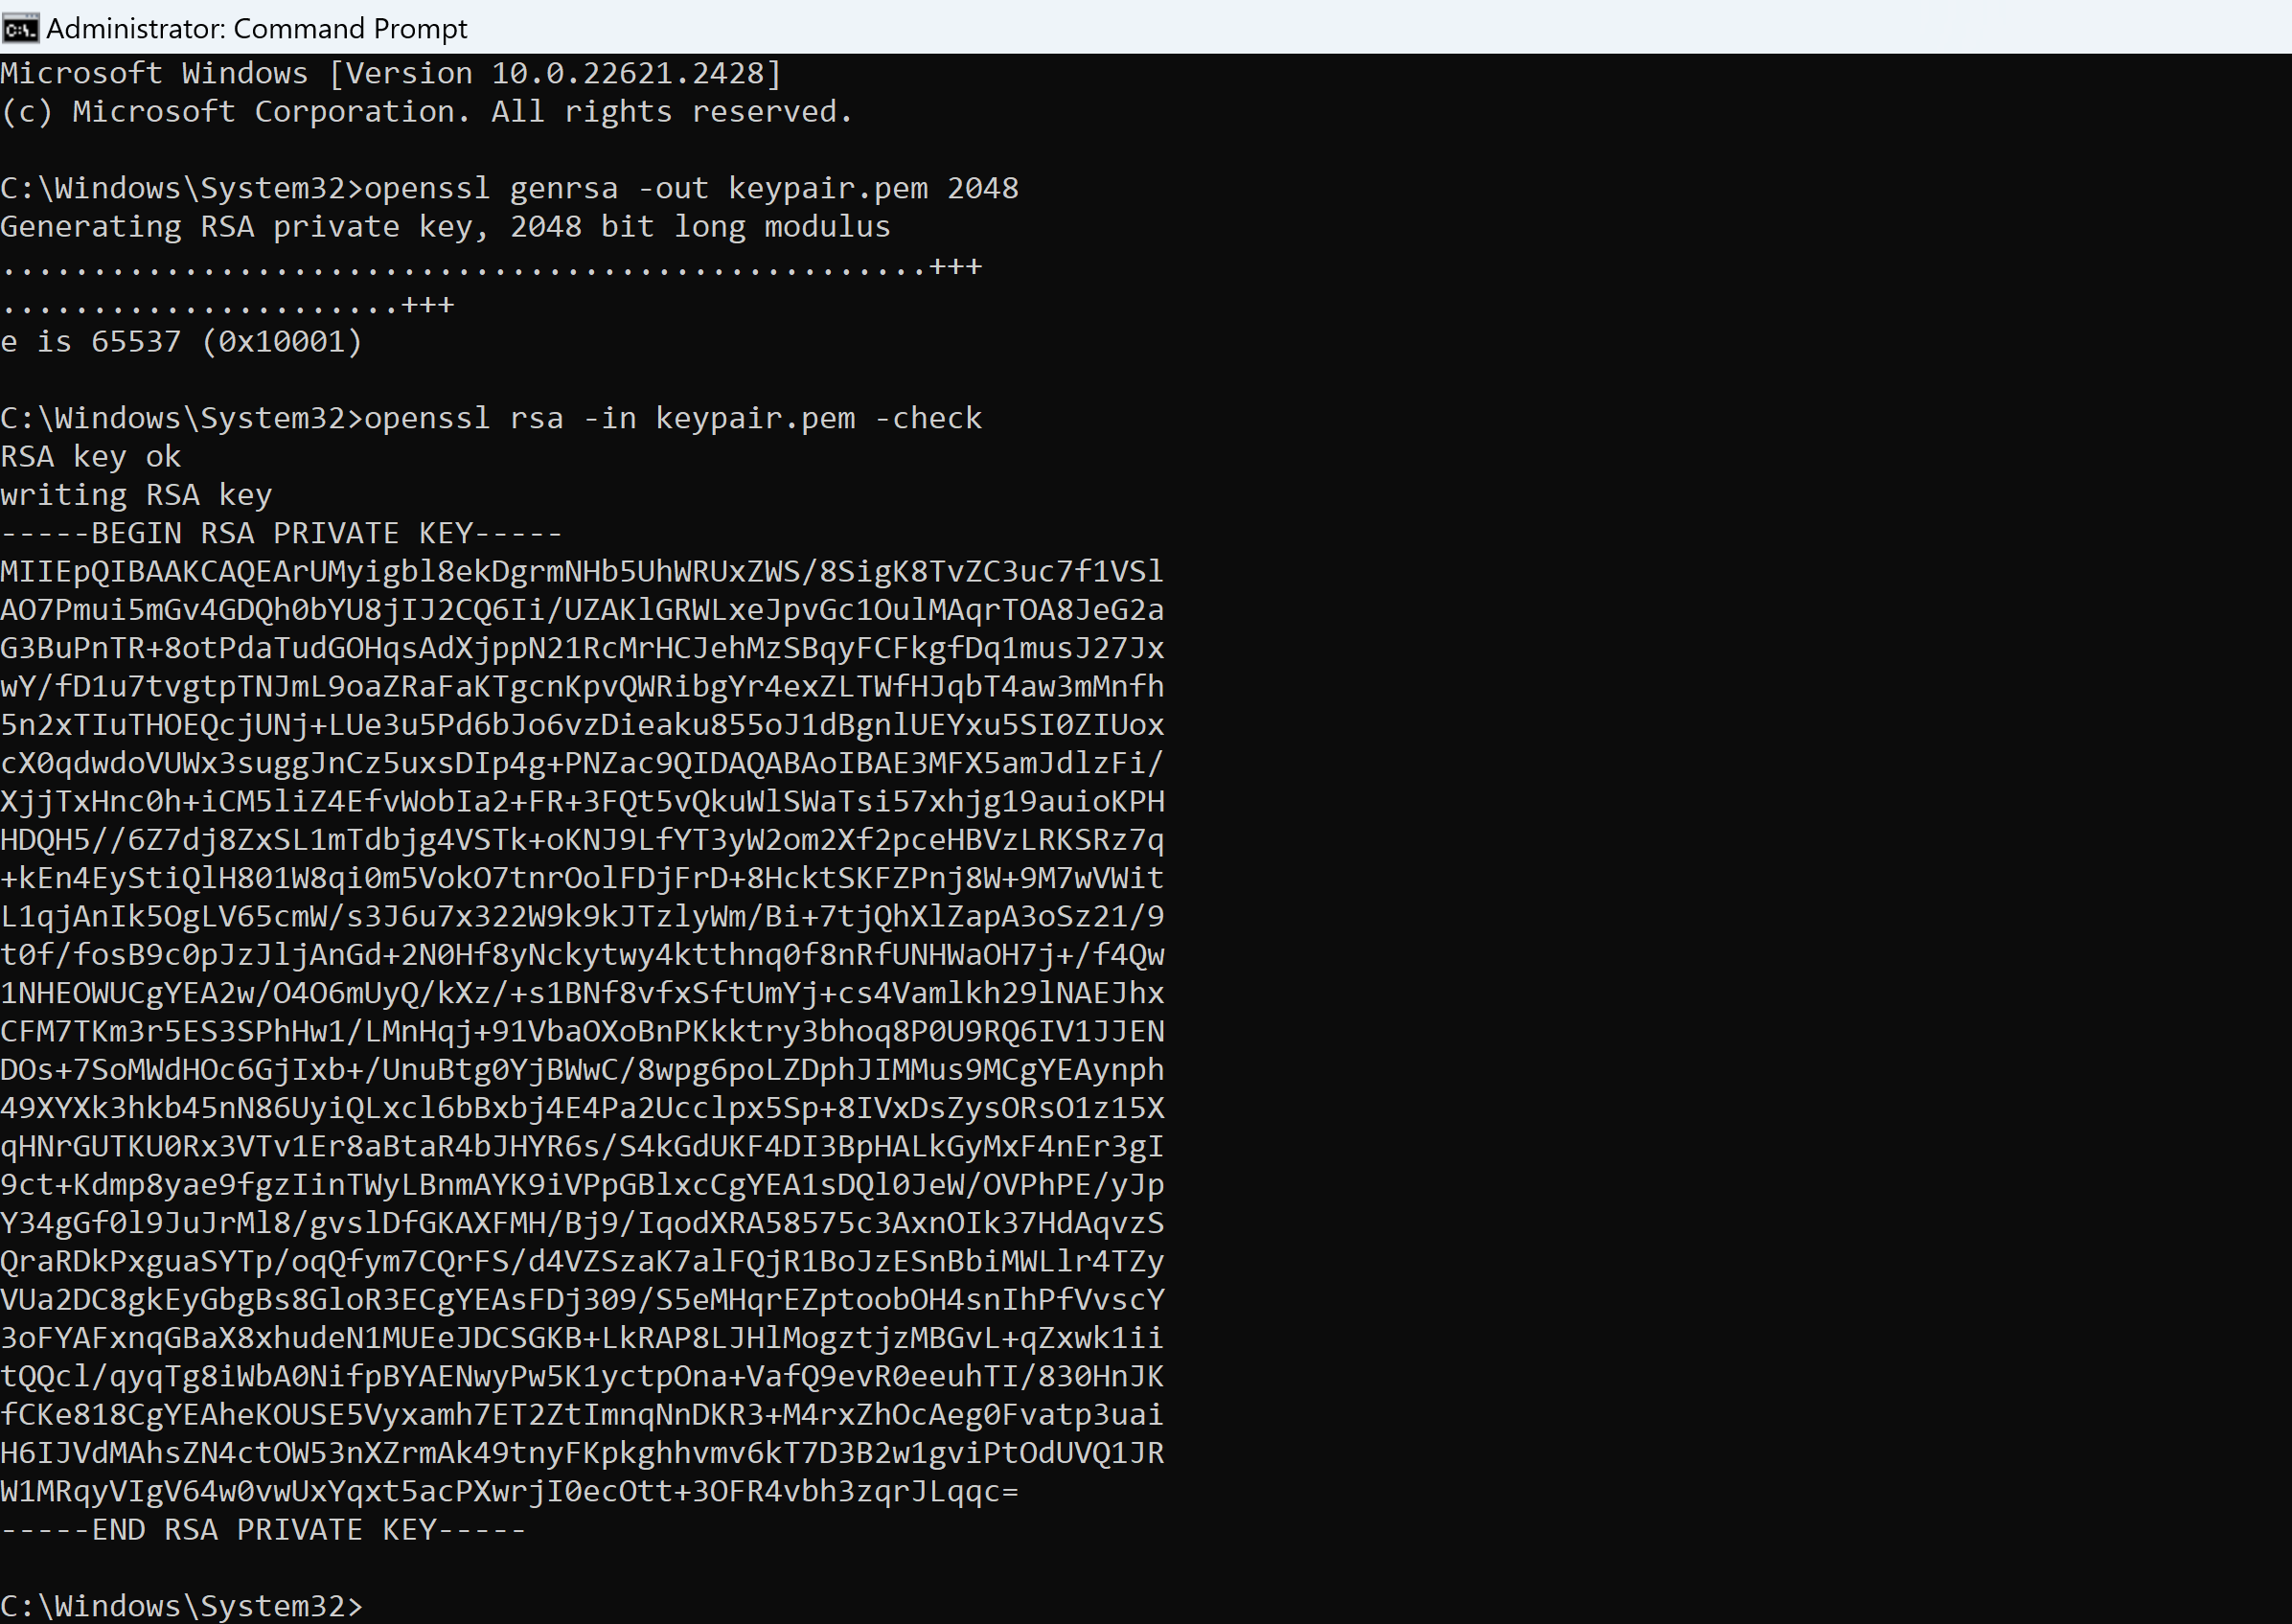 Administrator: Command Prompt
Microsoft Windows [Version 10.0.22621.2428]
(c) Microsoft Corporation. All rights reserved.
C:\Windows\System32>openssl genrsa -out keypair.pem 2048
Generating RSA private key, 2048 bit long modulus
...................................................+++
......................+++
e is 65537 (0x10001)
C:\Windows\System32>openssl rsa -in keypair.pem -check
RSA key ok
writing RSA key
-----BEGIN RSA PRIVATE KEY-----
MIIEpQIBAAKCAQEArUMyigbl8ekDgrmNHb5UhWRUxZWS/8SigK8TvZC3uc7f1VSl
AO7Pmui5mGv4GDQh0bYU8jIJ2CQ6Ii/UZAKlGRWLxeJpvGc1OulMAqrTOA8JeG2a
G3BuPnTR+8otPdaTudGOHqsAdXjppN21RcMrHCJehMzSBqyFCFkgfDq1musJ27Jx
wY/fD1u7tvgtpTNJmL9oaZRaFaKTgcnKpvQWRibgYr4exZLTWfHJqbT4aw3mMnfh
5n2xTIuTHOEQcjUNj+LUe3u5Pd6bJo6vzDieaku855oJ1dBgnlUEYxu5SI0ZIUox
cX0qdwdoVUWx3suggJnCz5uxsDIp4g+PNZac9QIDAQABAoIBAE3MFX5amJdlzFi/
XjjTxHnc0h+iCM5liZ4EfvWobIa2+FR+3FQt5vQkuWlSWaTsi57xhjg19auioKPH
HDQH5//6Z7dj8ZxSL1mTdbjg4VSTk+oKNJ9LfYT3yW2om2Xf2pceHBVzLRKSRz7q
+kEn4EyStiQlH801W8qi0m5VokO7tnrOolFDjFrD+8HcktSKFZPnj8W+9M7wVWit
L1qjAnIk5OgLV65cmW/s3J6u7x322W9k9kJTzlyWm/Bi+7tjQhXlZapA3oSz21/9
t0f/fosB9c0pJzJljAnGd+2N0Hf8yNckytwy4ktthnq0f8nRfUNHWaOH7j+/f4Qw
1NHEOWUCgYEA2w/O4O6mUyQ/kXz/+s1BNf8vfxSftUmYj+cs4Vamlkh29lNAEJhx
CFM7TKm3r5ES3SPhHw1/LMnHqj+91VbaOXoBnPKkktry3bhoq8P0U9RQ6IV1JJEN
DOs+7SoMWdHOc6GjIxb+/UnuBtg0YjBWwC/8wpg6poLZDphJIMMus9MCgYEAynph
49XYXk3hkb45nN86UyiQLxcl6bBxbj4E4Pa2Ucclpx5Sp+8IVxDsZysORsO1z15X
qHNrGUTKU0Rx3VTv1Er8aBtaR4bJHYR6s/S4kGdUKF4DI3BpHALkGyMxF4nEr3gI
9ct+Kdmp8yae9fgzIinTWyLBnmAYK9iVPpGBlxcCgYEA1sDQl0JeW/OVPhPE/yJp
Y34gGf0l9JuJrMl8/gvslDfGKAXFMH/Bj9/IqodXRA58575c3AxnOIk37HdAqvzS
QraRDkPxguaSYTp/oqQfym7CQrFS/d4VZSzaK7alFQjR1BoJzESnBbiMWLlr4TZy
VUa2DC8gkEyGbgBs8GloR3ECgYEAsFDj309/S5eMHqrEZptoobOH4snIhPfVvscY
3oFYAFxnqGBaX8xhudeN1MUEeJDCSGKB+LkRAP8LJHlMogztjzMBGvL+qZxwk1ii
tQQcl/qyqTg8iWbA0NifpBYAENwyPw5K1yctpOna+VafQ9evR0eeuhTI/830HnJK
fCKe818CgYEAheKOUSE5Vyxamh7ET2ZtImnqNnDKR3+M4rxZhOcAeg0Fvatp3uai
H6IJVdMAhsZN4ctOW53nXZrmAk49tnyFKpkghhvmv6kT7D3B2w1gviPtOdUVQ1JR
W1MRqyVIgV64w0vwUxYqxt5acPXwrjI0ecOtt+3OFR4vbh3zqrJLqqc=
-----END RSA PRIVATE KEY-----
C:\Windows\System32>